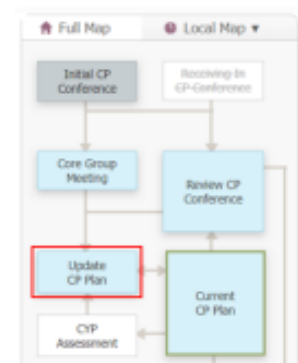 Full Map
Local Map ▼
Initial CP
Conference
Receiving-In
CP-Conference
Core Group
Meeting
Review CP
Conference
Update
CP Plan
Current
CP Plan
CYP
Assessment